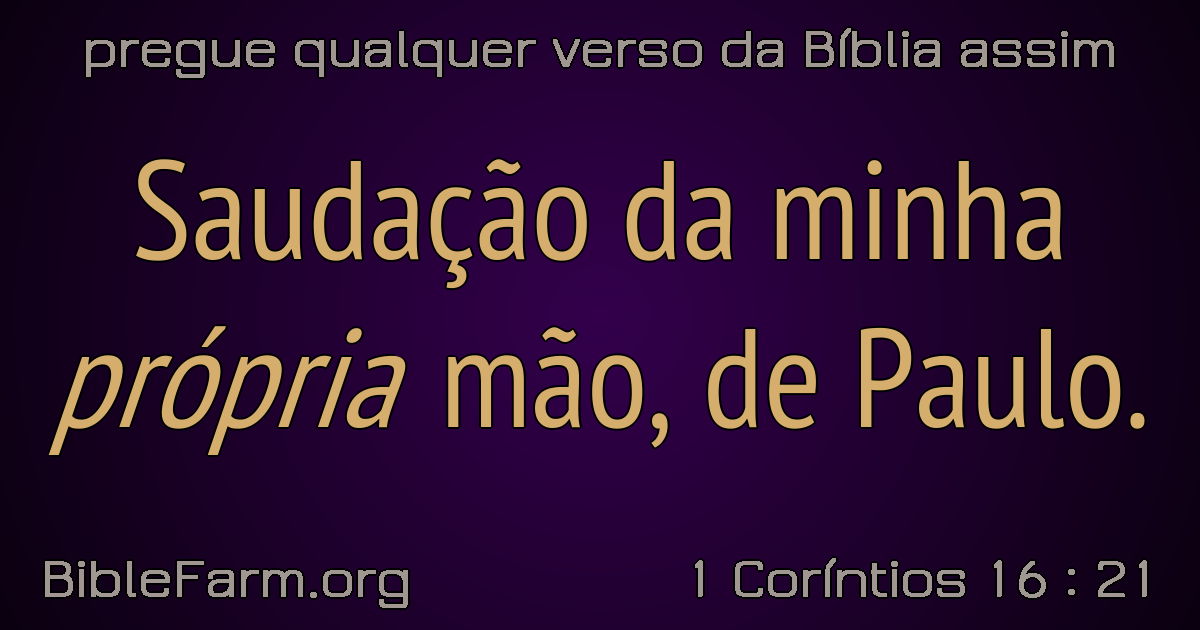 pregue qualquer verso da Bíblia assim
Saudação da minha
própria mão, de Paulo.
BibleFarm.org
1 Coríntios 16 : 21